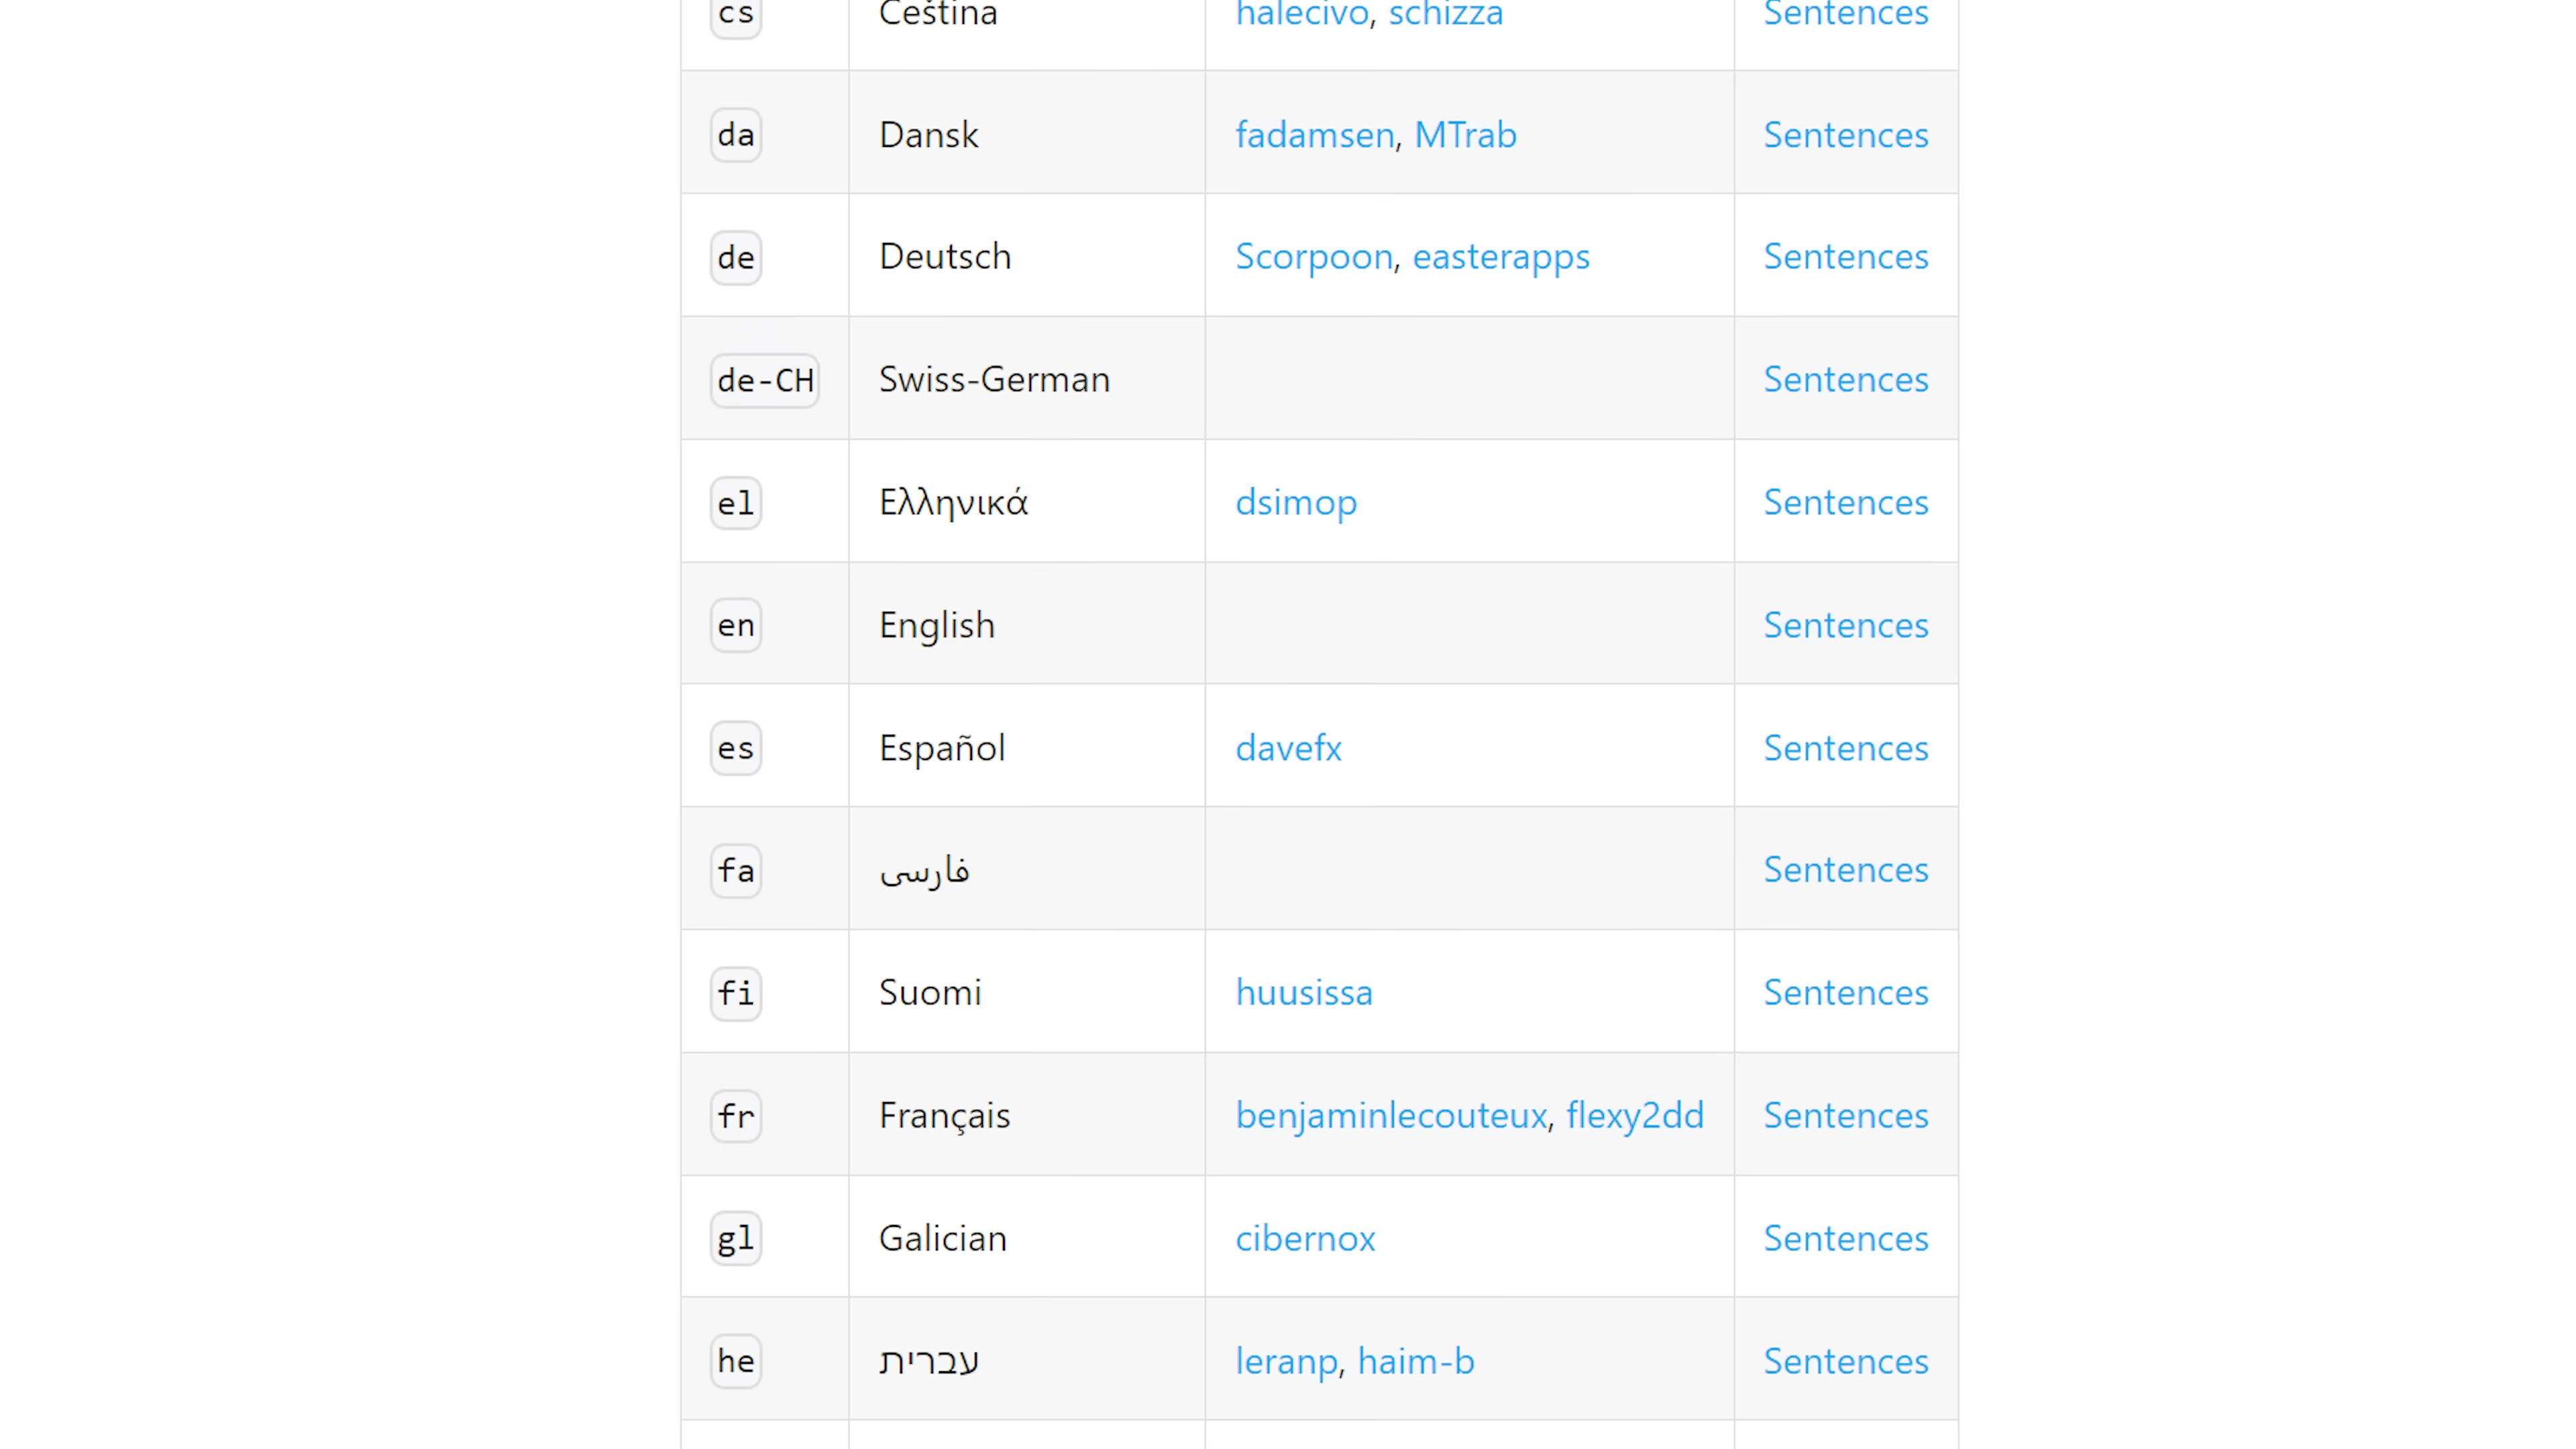 cs Čeština halecivo, schizza Sentences
da Dansk fadamsen, MTrab Sentences
de Deutsch Scorpoon, easterapps Sentences
de-CH Swiss-German Sentences
el Ελληνικά dsimop Sentences
en English Sentences
es Español davefx Sentences
fa فارسی Sentences
fi Suomi huusissa Sentences
fr Français benjaminlecouteux, flexy2dd Sentences
gl Galician cibernox Sentences
he עברית leranp, haim-b Sentences